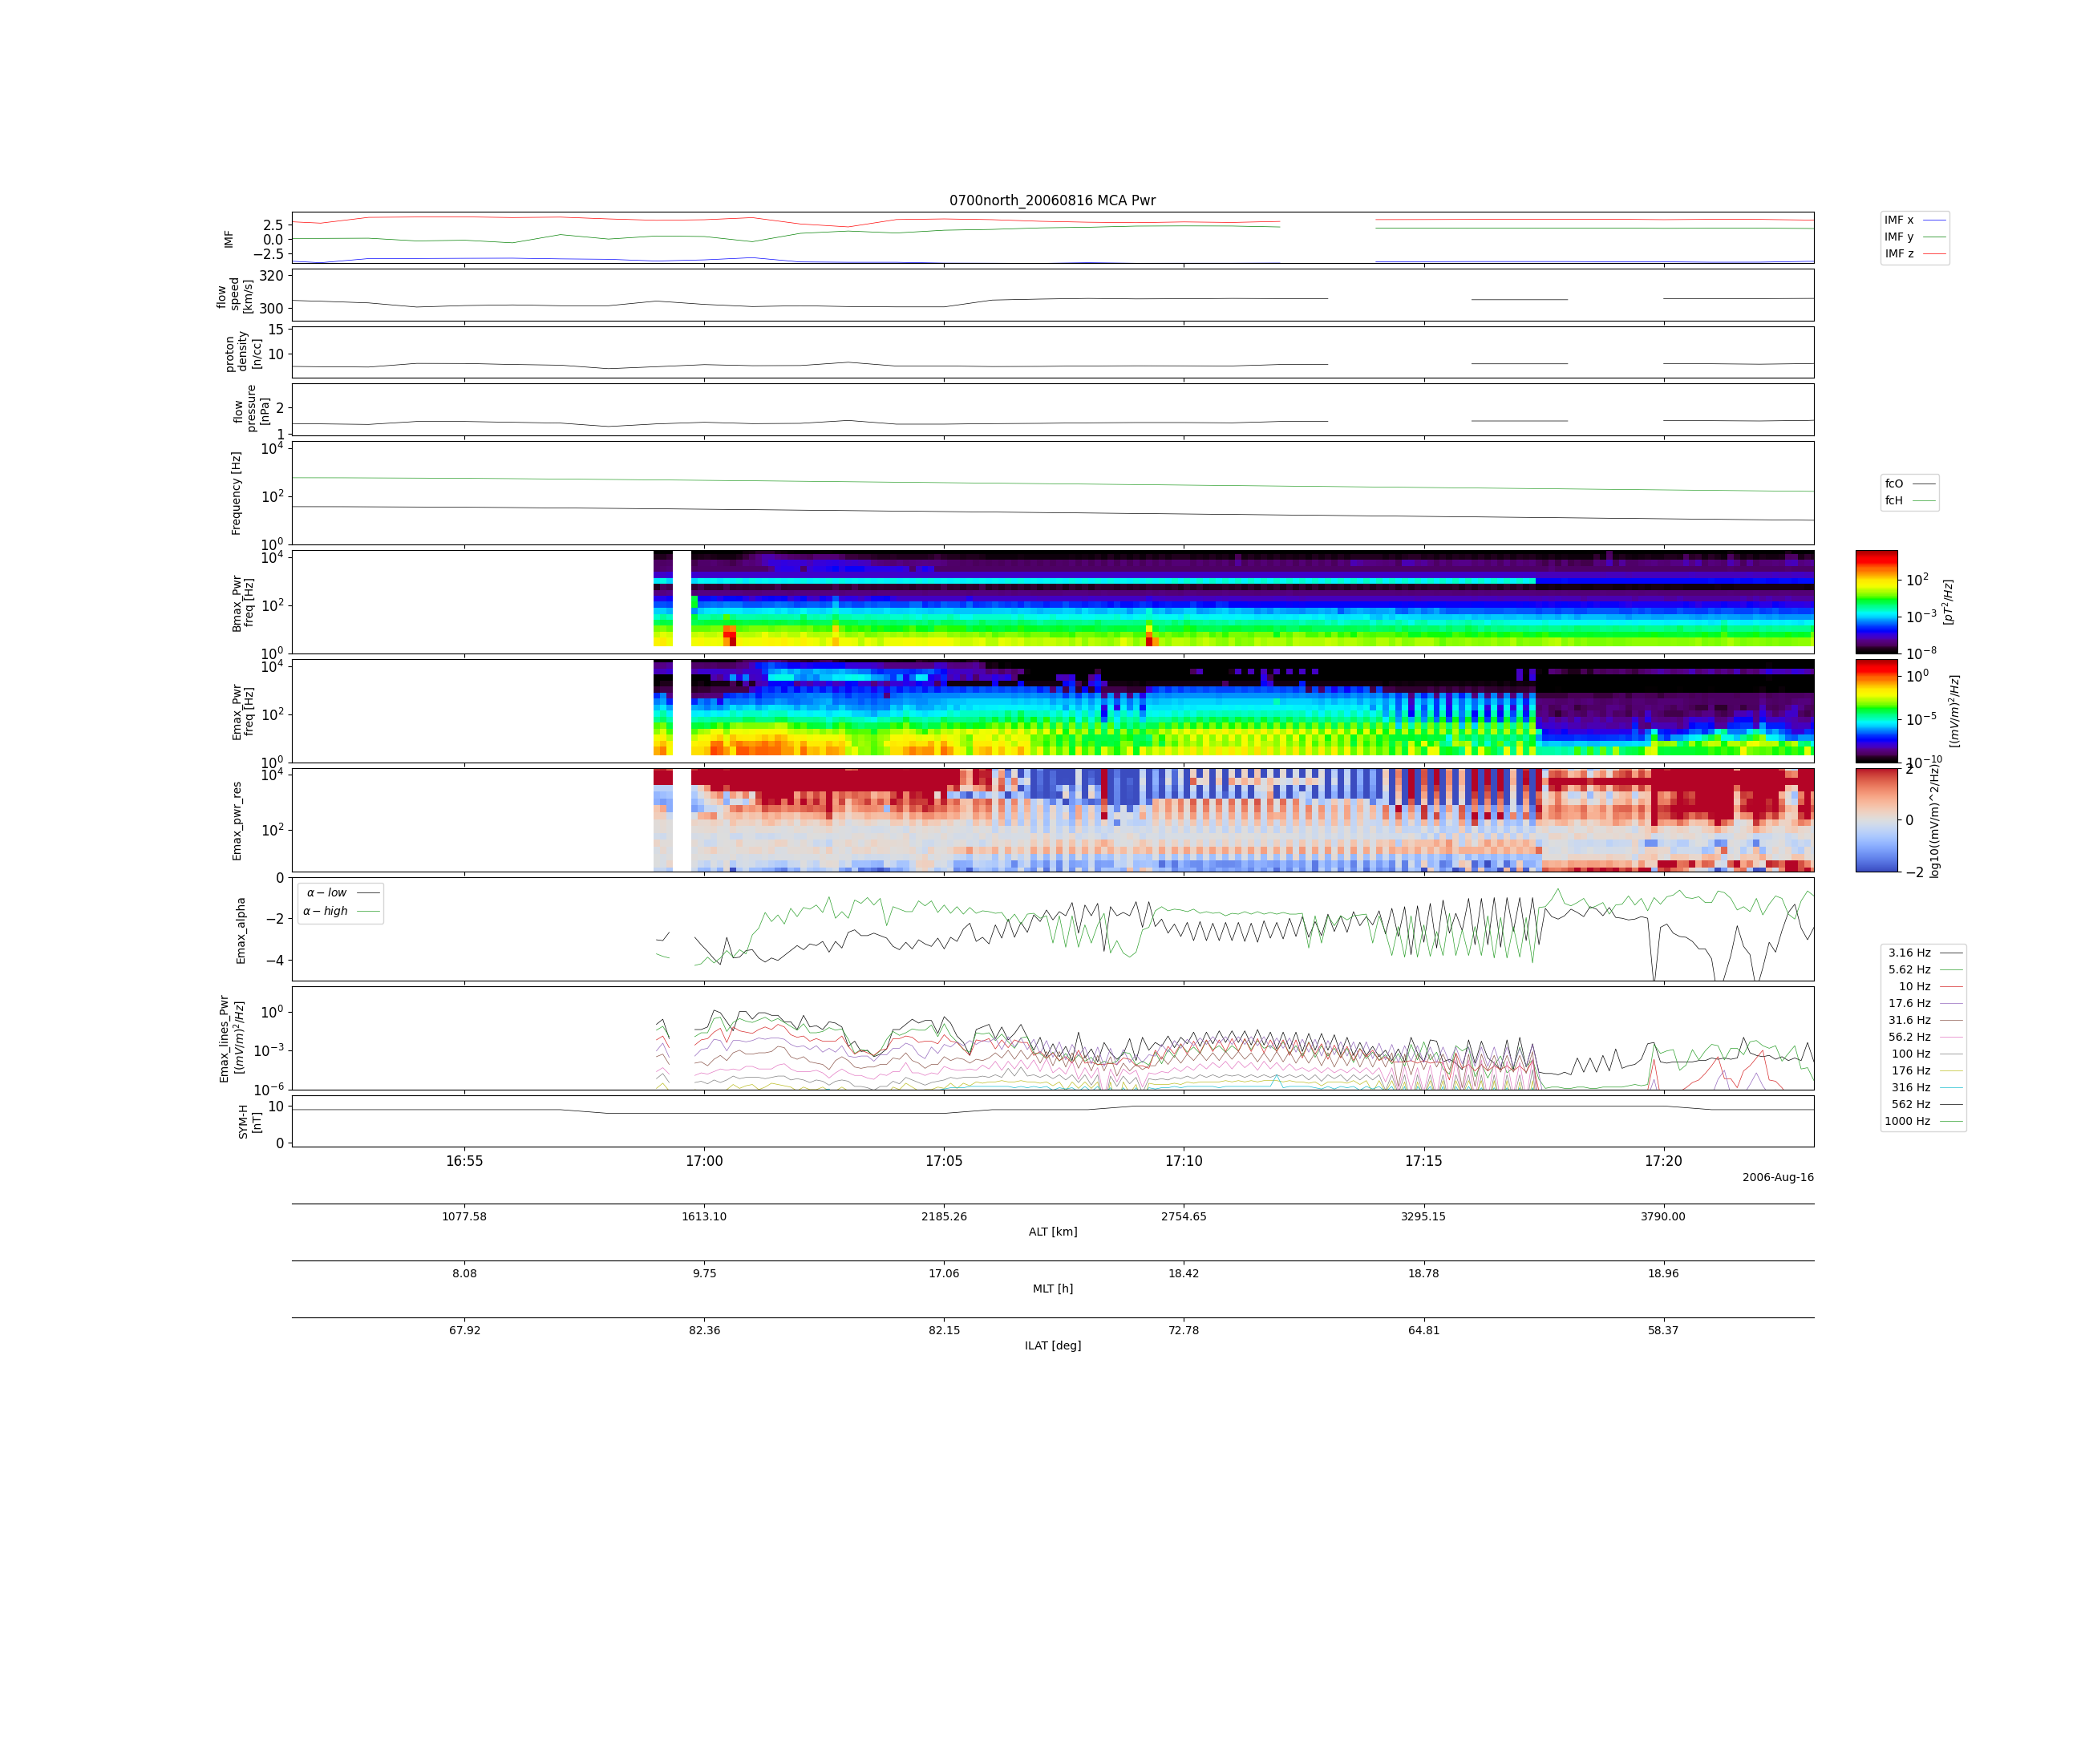 0700north_20060816 MCA Pwr
IMF
2.5
0.0
−2.5
IMF x
IMF y
IMF z
flow
speed
[km/s]
320
300
proton
density
[n/cc]
15
10
flow
pressure
[nPa]
2
1
Frequency [Hz]
10^4
10^2
10^0
fcO
fcH
Bmax_Pwr
freq [Hz]
10^4
10^2
10^0
10^2
10^−3
10^−8
[pT^2/Hz]
Emax_Pwr
freq [Hz]
10^4
10^2
10^0
10^0
10^−5
10^−10
[(mV/m)^2/Hz]
Emax_pwr_res
10^4
10^2
2
0
−2
log10((mV/m)^2/Hz)
Emax_alpha
0
−2
−4
α − low
α − high
Emax_lines_Pwr
[(mV/m)^2/Hz]
10^0
10^−3
10^−6
3.16 Hz
5.62 Hz
10 Hz
17.6 Hz
31.6 Hz
56.2 Hz
100 Hz
176 Hz
316 Hz
562 Hz
1000 Hz
SYM-H
[nT]
10
0
16:55 17:00 17:05 17:10 17:15 17:20
2006-Aug-16
1077.58 1613.10 2185.26 2754.65 3295.15 3790.00
ALT [km]
8.08 9.75 17.06 18.42 18.78 18.96
MLT [h]
67.92 82.36 82.15 72.78 64.81 58.37
ILAT [deg]